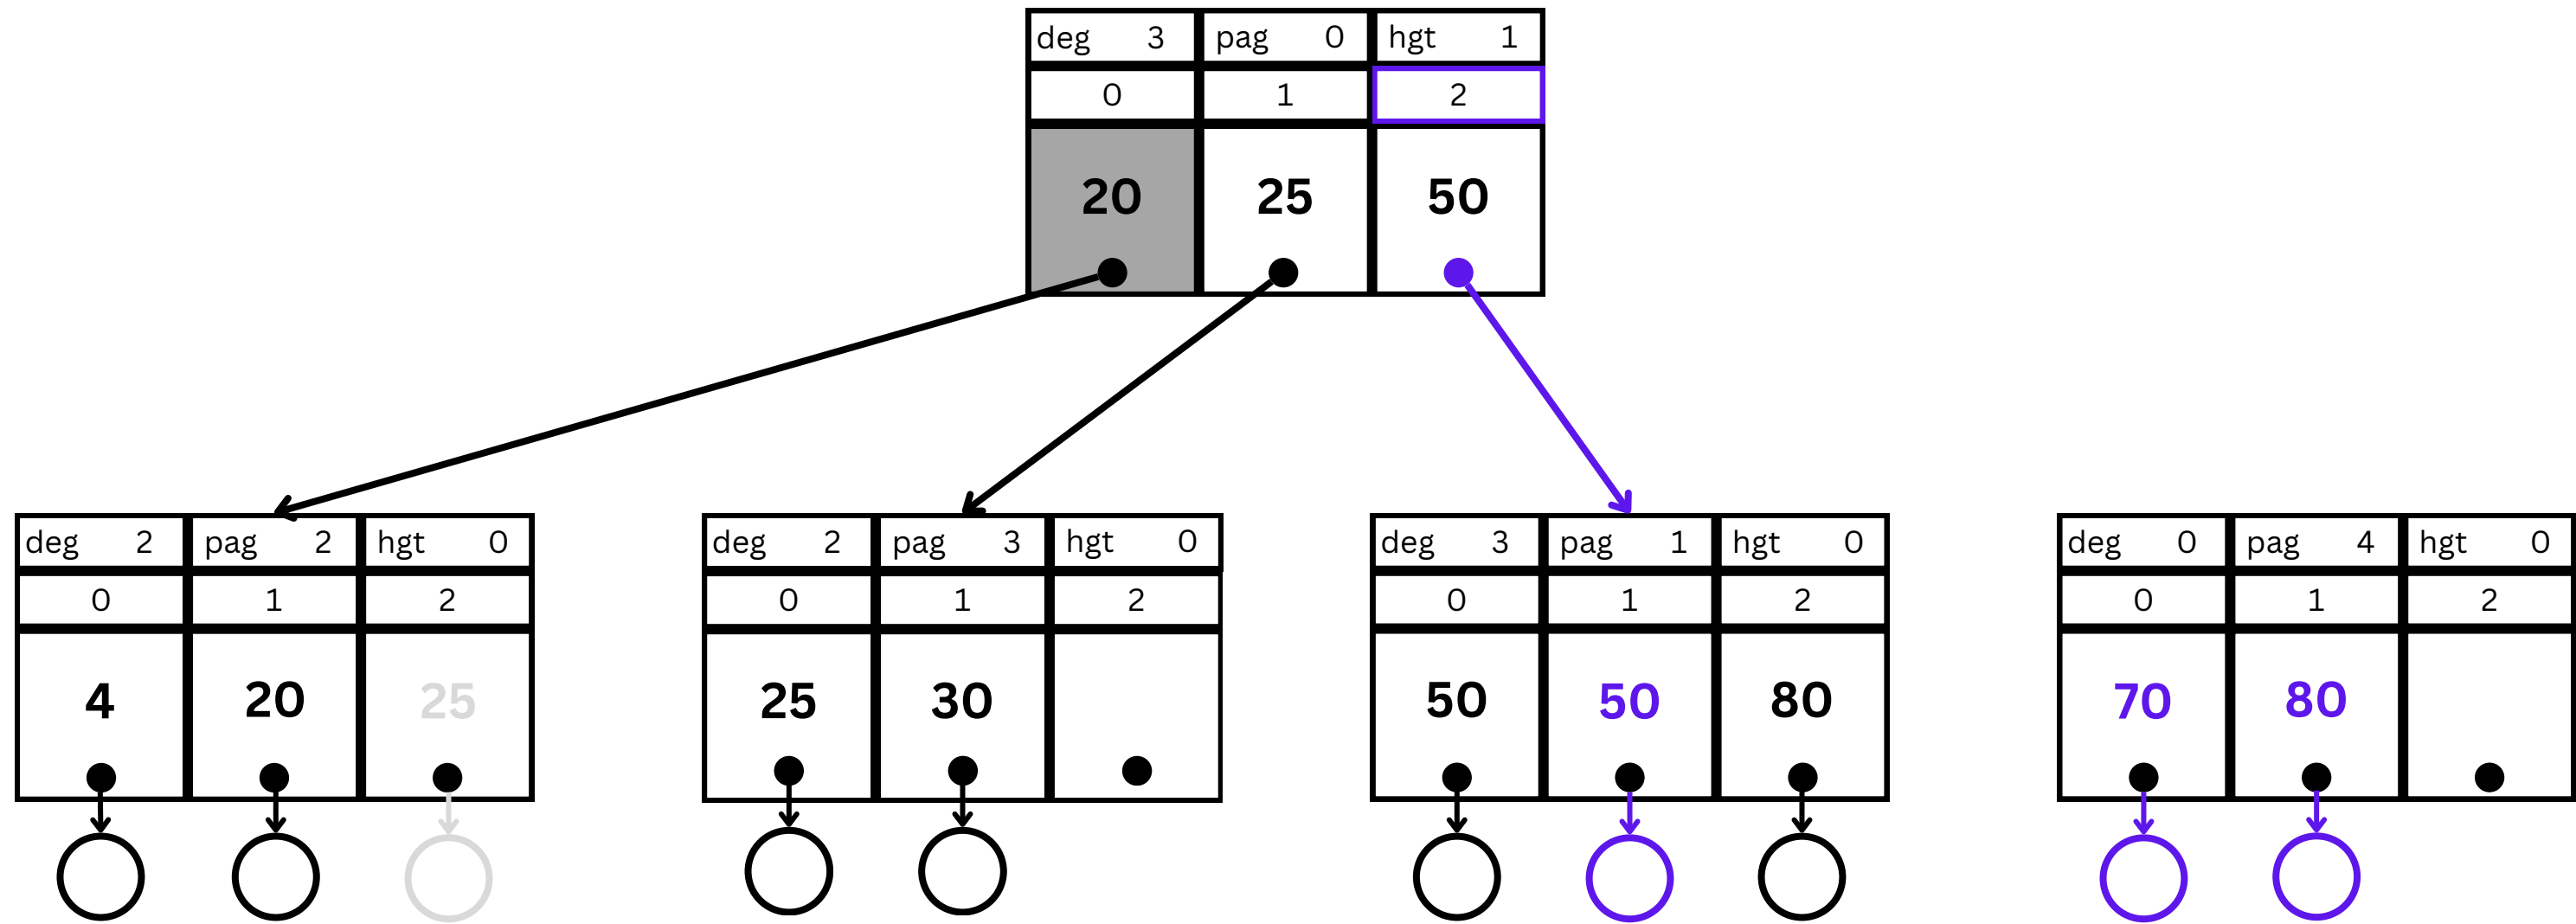 deg 3 pag 0 hgt 1
0 1 2
20 25 50
deg 2 pag 2 hgt 0
0 1 2
4 20 25
deg 2 pag 3 hgt 0
0 1 2
25 30
deg 3 pag 1 hgt 0
0 1 2
50 50 80
deg 0 pag 4 hgt 0
0 1 2
70 80